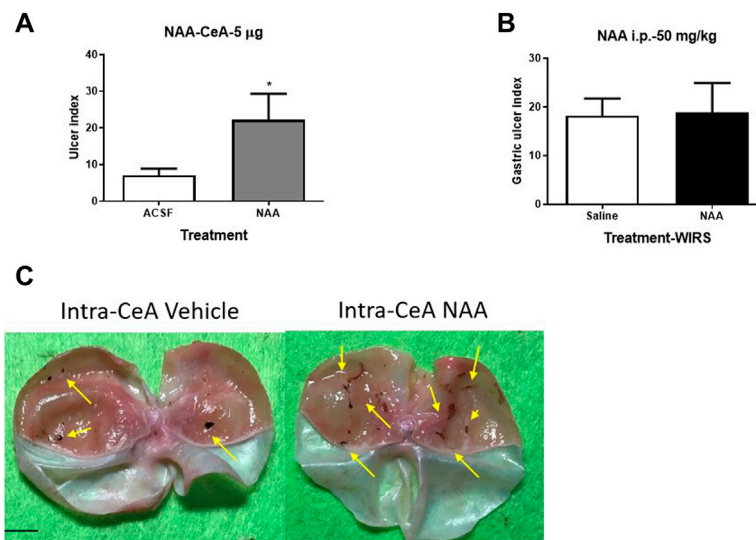 A
NAA-CeA-5 µg
Ulcer index
40
30
20
10
0
*
ACSF
NAA
Treatment
B
NAA i.p.-50 mg/kg
Gastric ulcer index
30
20
10
0
Saline
NAA
Treatment-WIRS
C
Intra-CeA Vehicle
Intra-CeA NAA